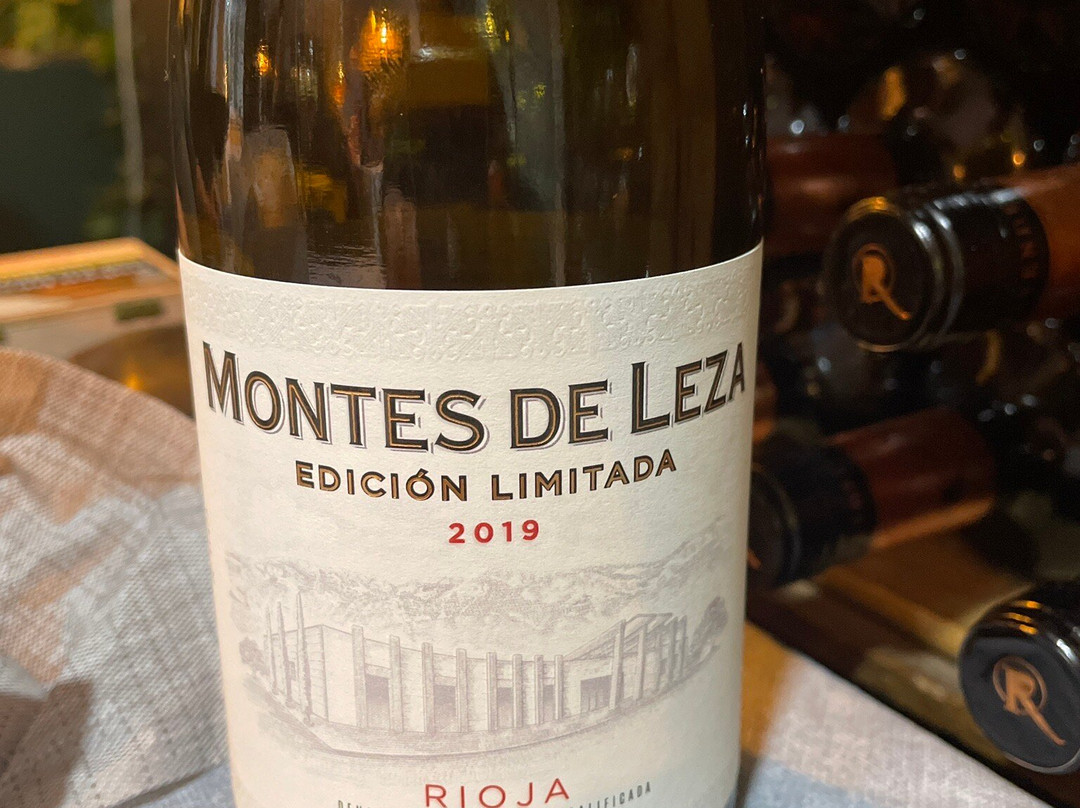 MONTES DE LEZA
EDICIÓN LIMITADA
2019
RIOJA
R
R